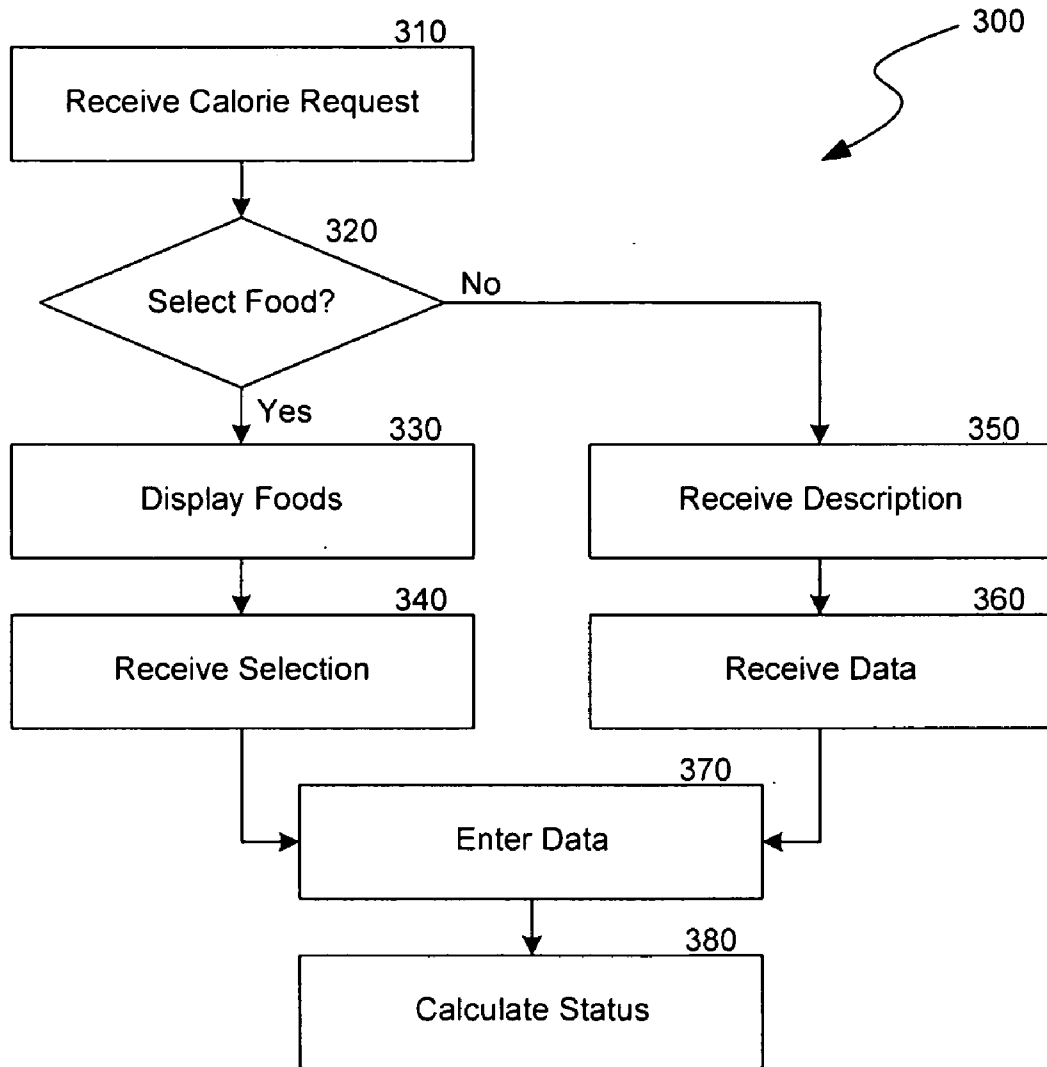 310
300
Receive Calorie Request
320
Select Food?
No
Yes
330
350
Display Foods
Receive Description
340
360
Receive Selection
Receive Data
370
Enter Data
380
Calculate Status